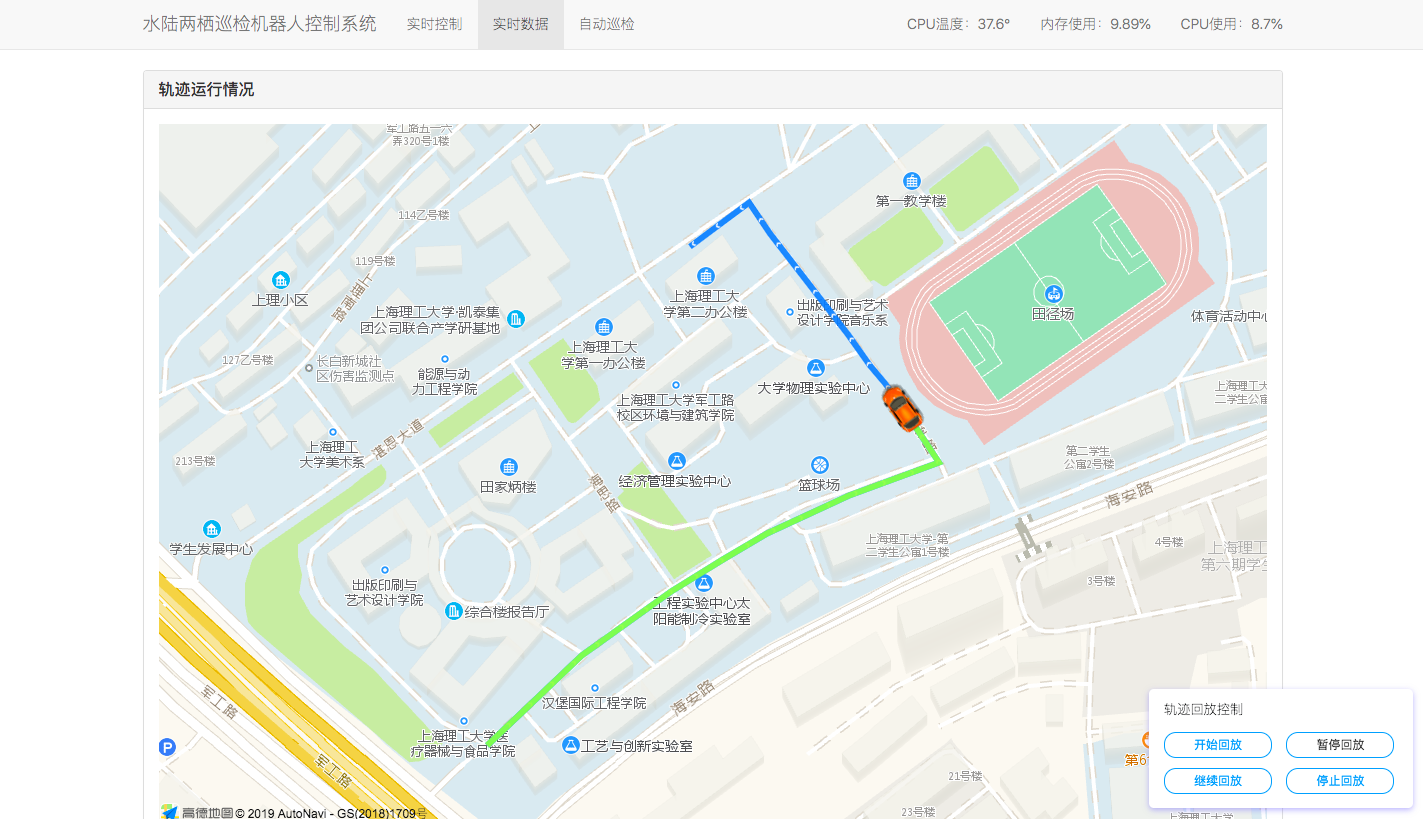 水陆两栖巡检机器人控制系统
实时控制
实时数据
自动巡检
CPU温度：37.6°
内存使用：9.89%
CPU使用：8.7%
轨迹运行情况
弄320号1楼
114乙号楼
第一教学楼
119号楼
上理小区
上海理工大学·凯泰集
团公司联合产学研基地
上海理工大
学第二办公楼
出版印刷与艺术
设计学院音乐系
田径场
体育活动中心
上海理工大
学第一办公楼
127乙号楼
长白新城社
区伤害监测点
能源与动
力工程学院
大学物理实验中心
上海理工大学军工路
校区环境与建筑学院
上海理工大
二学生公寓
湛恩大道
上海理工
大学美术系
213号楼
田家炳楼
经济管理实验中心
篮球场
第二学生
公寓2号楼
海安路
学生发展中心
上海理工大学-第
二学生公寓1号楼
4号楼
上海理工
第六期学生
出版印刷与
艺术设计学院
3号楼
综合楼报告厅
工程实验中心太
阳能制冷实验室
军工路
汉堡国际工程学院
海安路
上海理工大学医
疗器械与食品学院
工艺与创新实验室
P
军工路
21号楼
23号楼
第6
上海理工大学
高德地图 © 2019 AutoNavi - GS(2018)1709号
轨迹回放控制
开始回放
暂停回放
继续回放
停止回放